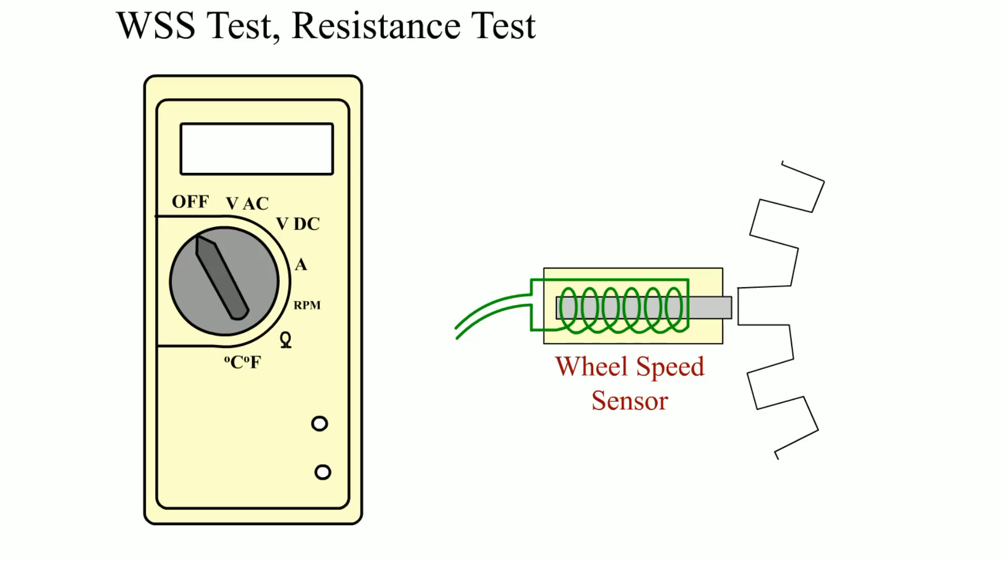 WSS Test, Resistance Test
OFF
V AC
V DC
A
RPM
Ω
ºCºF
Wheel Speed
Sensor